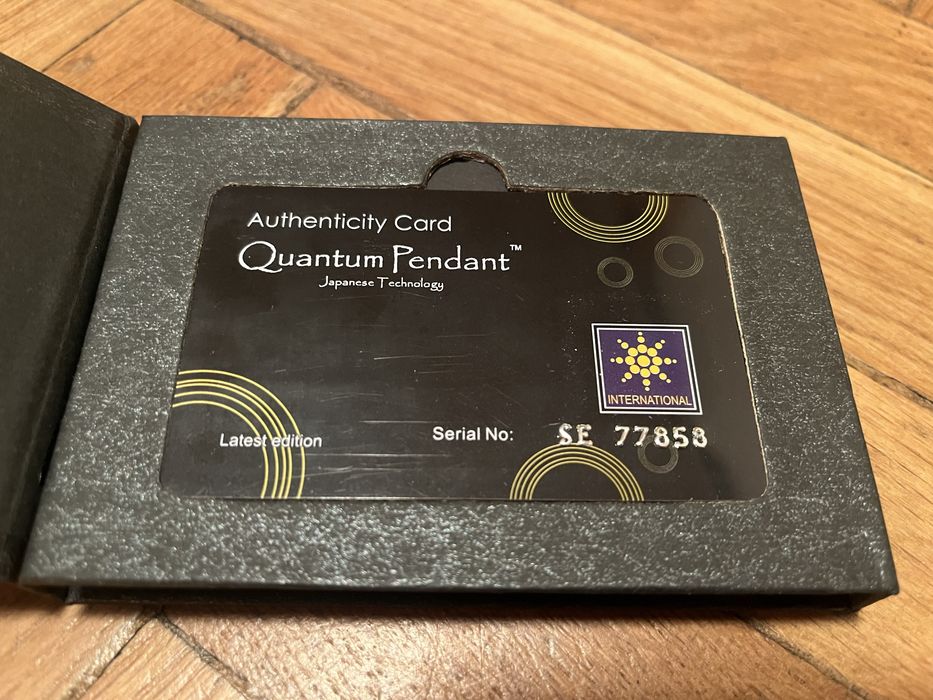 Authenticity Card
Quantum Pendant™
Japanese Technology
INTERNATIONAL
Latest edition
Serial No: SE 77858